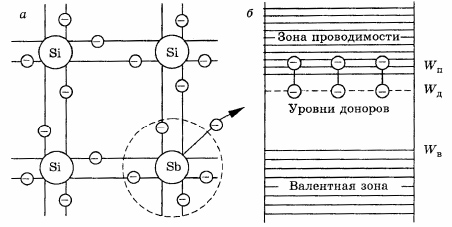 а
Si
Si
Si
Sb
б
Зона проводимости
Wп
Wд
Уровни доноров
Wв
Валентная зона